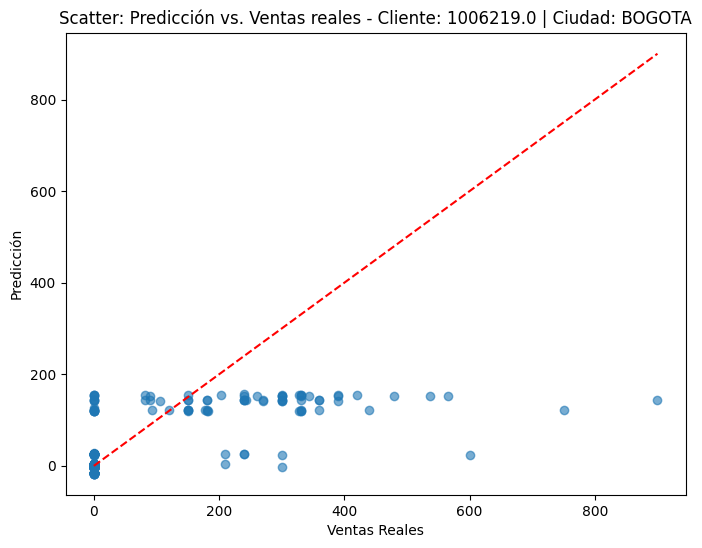 Scatter: Predicción vs. Ventas reales - Cliente: 1006219.0 | Ciudad: BOGOTA
800
600
400
200
0
Predicción
0 200 400 600 800
Ventas Reales